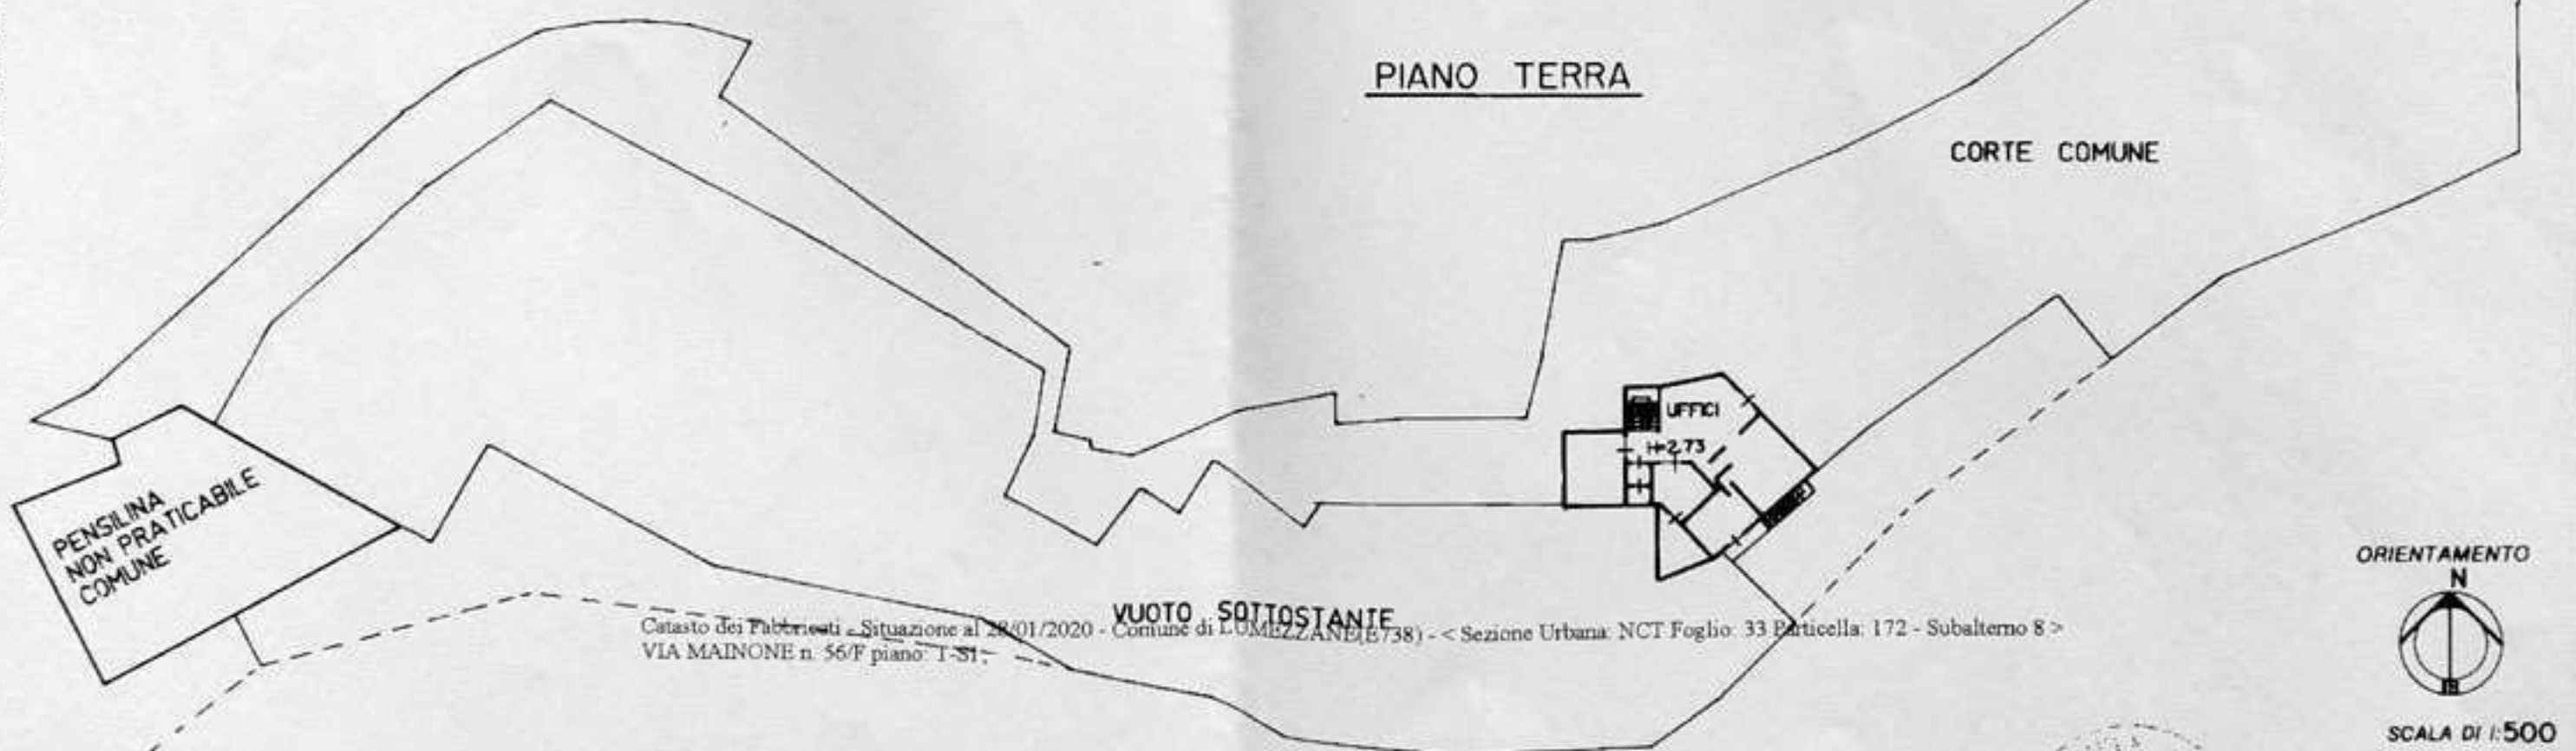 PIANO TERRA
CORTE COMUNE
UFFICI
H=2,73
PENSILINA
NON PRATICABILE
COMUNE
ORIENTAMENTO
N
VUOTO SOTTOSTANTE
Catasto dei Fabbricati - Situazione al 28/01/2020 - Comune di LUMEZZANE(E738) - < Sezione Urbana: NCT Foglio: 33 Particella: 172 - Subalterno 8 >
VIA MAINONE n. 56/F piano: T-S1;
SCALA DI 1:500